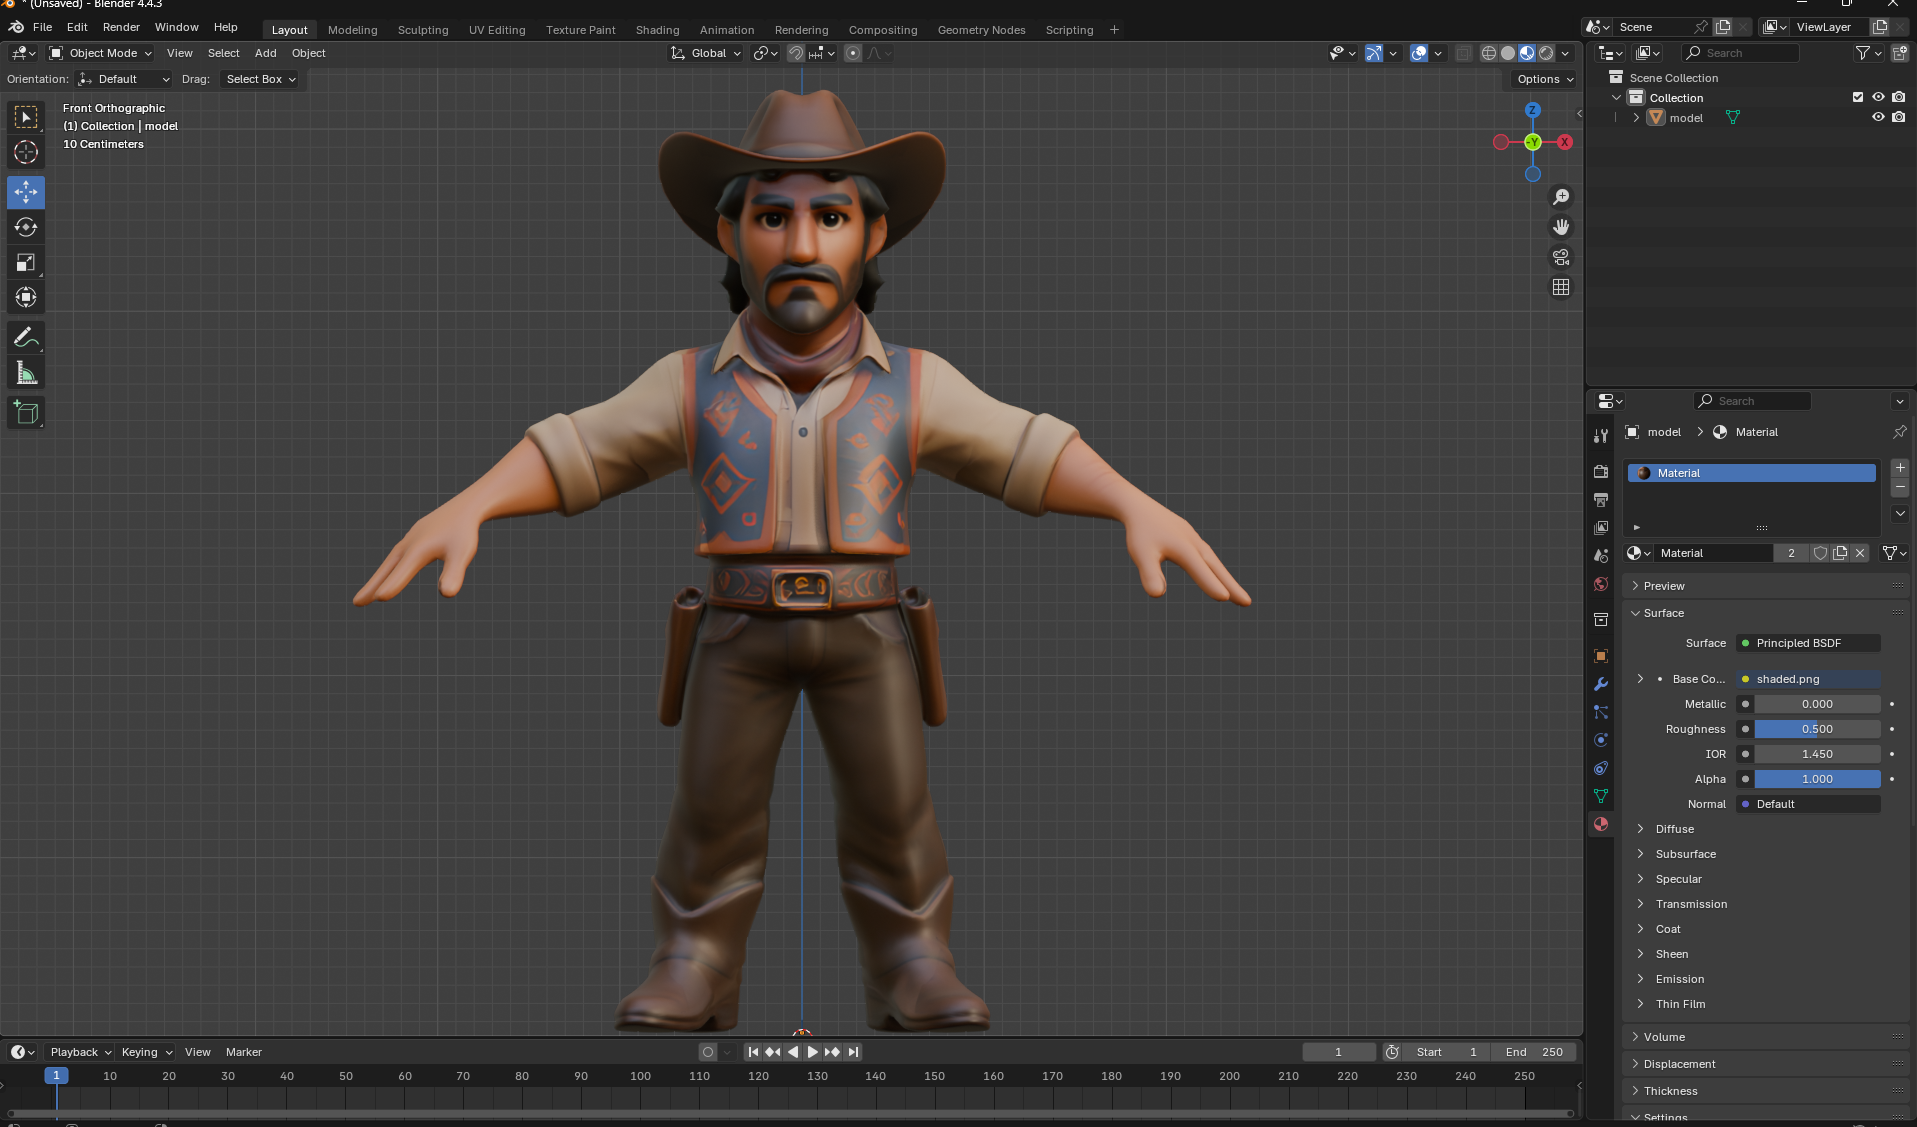 * (Unsaved) - Blender 4.4.3
File Edit Render Window Help
Layout Modeling Sculpting UV Editing Texture Paint Shading Animation Rendering Compositing Geometry Nodes Scripting +
Scene
ViewLayer
Object Mode View Select Add Object
Global
Search
Orientation: Default Drag: Select Box
Options
Scene Collection
Collection
model
Front Orthographic
(1) Collection | model
10 Centimeters
Z
-Y
X
Search
model > Material
Material
Material 2
Preview
Surface
Surface Principled BSDF
Base Co... shaded.png
Metallic 0.000
Roughness 0.500
IOR 1.450
Alpha 1.000
Normal Default
Diffuse
Subsurface
Specular
Transmission
Coat
Sheen
Emission
Thin Film
Volume
Displacement
Thickness
Settings
Playback Keying View Marker
1 Start 1 End 250
1 10 20 30 40 50 60 70 80 90 100 110 120 130 140 150 160 170 180 190 200 210 220 230 240 250